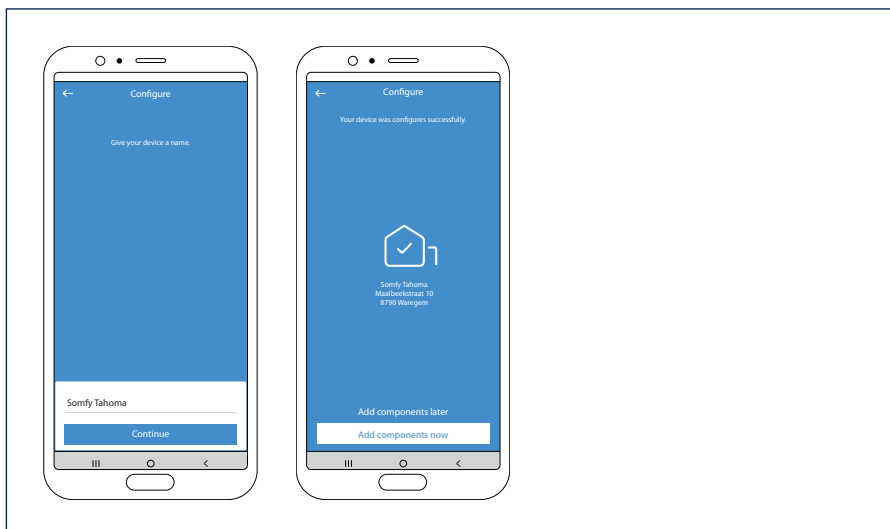 Configure
Give your device a name.
Somfy Tahoma
Continue
Configure
Your device was configures successfully.
Somfy Tahoma
Maalbeekstraat 10
8790 Waregem
Add components later
Add components now